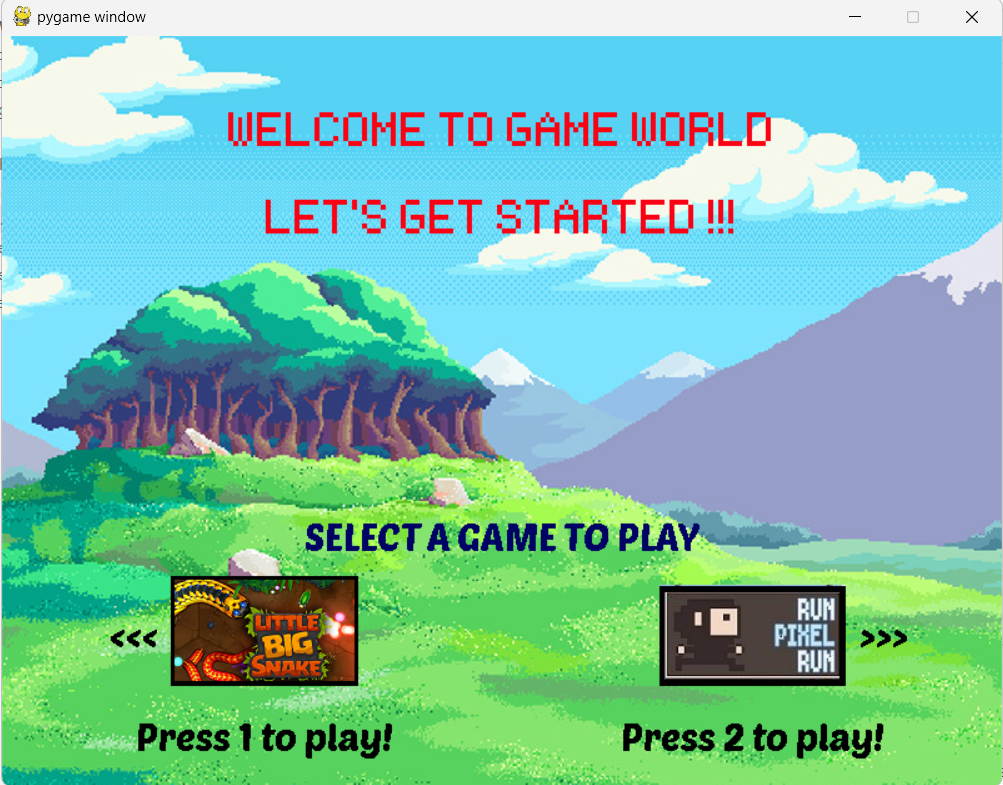 pygame window
WELCOME TO GAME WORLD
LET'S GET STARTED !!!
SELECT A GAME TO PLAY
<<<
LITTLE
BIG
SNAKE
RUN
PIXEL
RUN
>>>
Press 1 to play!
Press 2 to play!